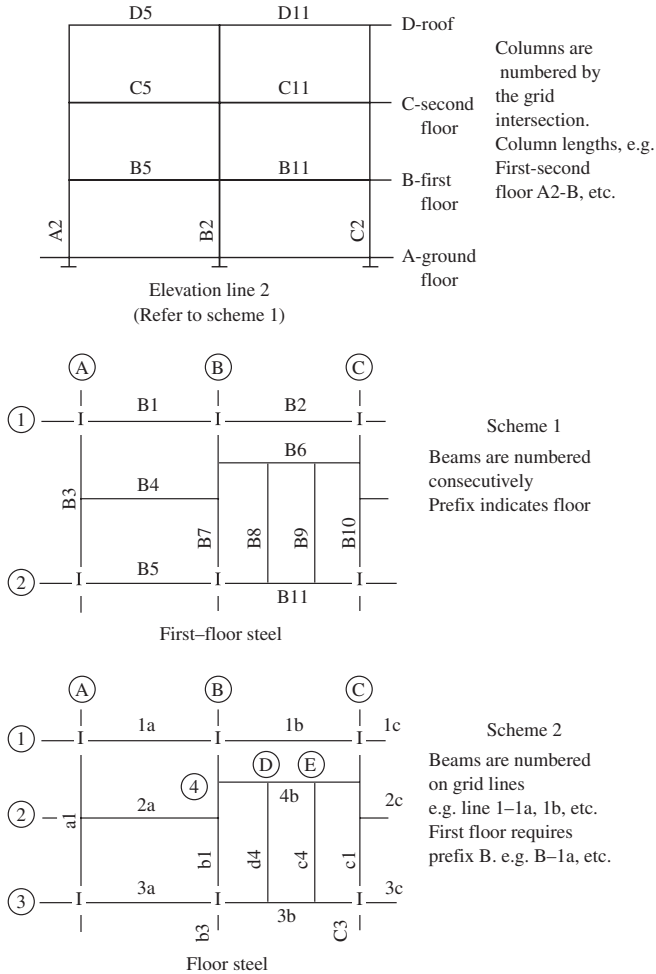 D5 D11
D-roof
C5 C11
C-second
floor
B5 B11
B-first
floor
A2 B2 C2
A-ground
floor
Columns are
numbered by
the grid
intersection.
Column lengths, e.g.
First-second
floor A2-B, etc.
Elevation line 2
(Refer to scheme 1)
A B C
1 I B1 I B2 I
B6
B3 B4 B7 B8 B9 B10
2 I B5 I B11 I
First–floor steel
Scheme 1
Beams are numbered
consecutively
Prefix indicates floor
A B C
1 I 1a I 1b I 1c
4 D E
4b
2 a1 2a b1 d4 c4 c1 2c
3 I 3a I 3b I 3c
b3 C3
Floor steel
Scheme 2
Beams are numbered
on grid lines
e.g. line 1–1a, 1b, etc.
First floor requires
prefix B. e.g. B–1a, etc.